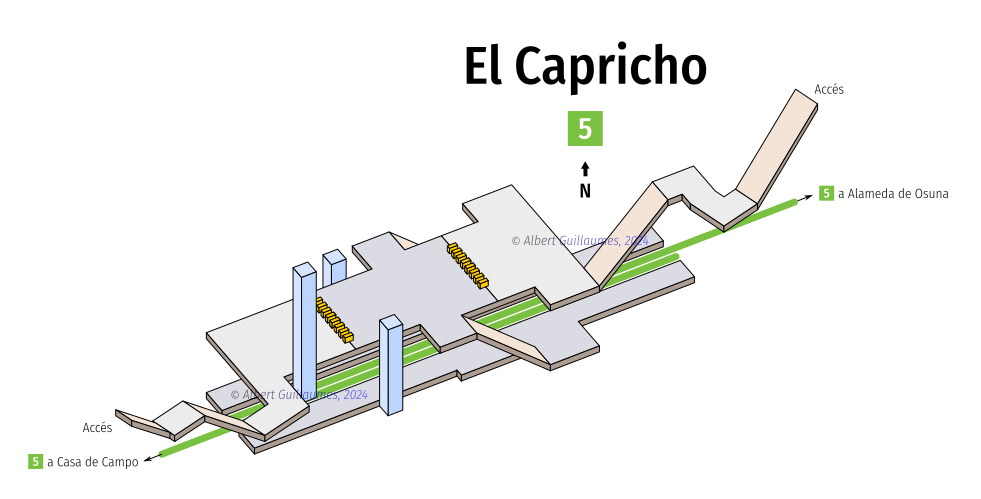 El Capricho
5
N
Accés
5 a Alameda de Osuna
© Albert Guillaumes, 2024
© Albert Guillaumes, 2024
Accés
5 a Casa de Campo